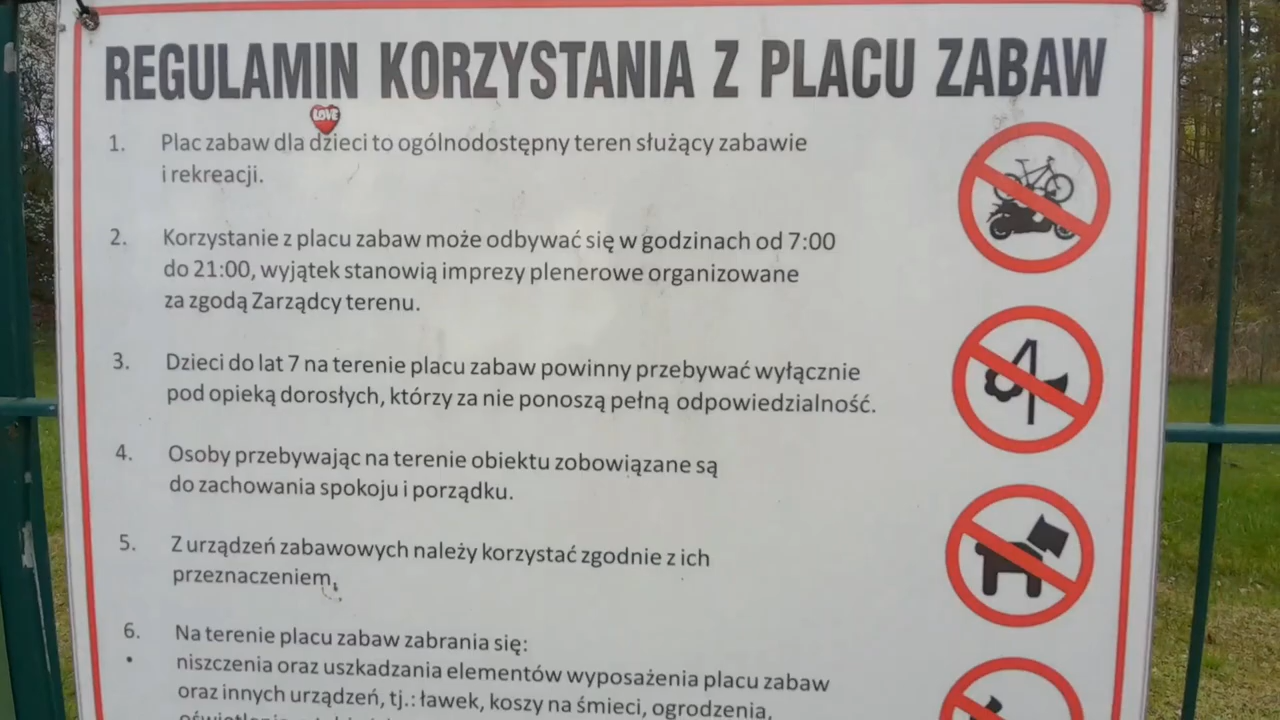 REGULAMIN KORZYSTANIA Z PLACU ZABAW
LOVE
1. Plac zabaw dla dzieci to ogólnodostępny teren służący zabawie
i rekreacji.
2. Korzystanie z placu zabaw może odbywać się w godzinach od 7:00
do 21:00, wyjątek stanowią imprezy plenerowe organizowane
za zgodą Zarządcy terenu.
3. Dzieci do lat 7 na terenie placu zabaw powinny przebywać wyłącznie
pod opieką dorosłych, którzy za nie ponoszą pełną odpowiedzialność.
4. Osoby przebywając na terenie obiektu zobowiązane są
do zachowania spokoju i porządku.
5. Z urządzeń zabawowych należy korzystać zgodnie z ich
przeznaczeniem.
6. Na terenie placu zabaw zabrania się:
• niszczenia oraz uszkadzania elementów wyposażenia placu zabaw
oraz innych urządzeń, tj.: ławek, koszy na śmieci, ogrodzenia,